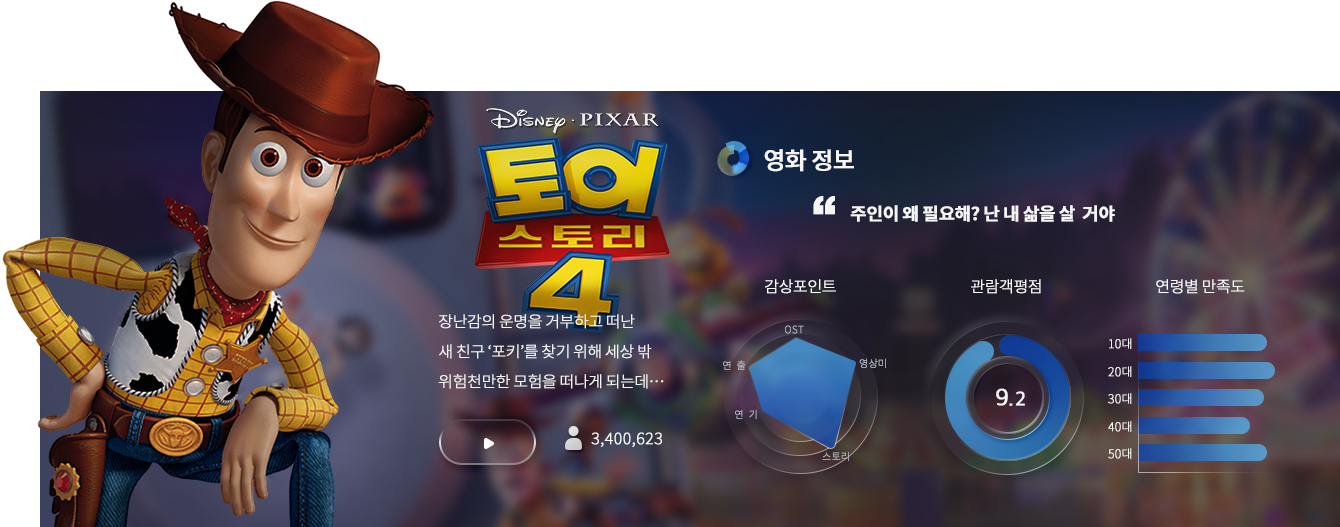 Disney · PIXAR
토이
스토리
4
장난감의 운명을 거부하고 떠난
새 친구 ‘포키’를 찾기 위해 세상 밖
위험천만한 모험을 떠나게 되는데…
3,400,623
영화 정보
“ 주인이 왜 필요해? 난 내 삶을 살 거야
감상포인트
OST
영상미
스토리
연 기
연 출
관람객평점
9.2
연령별 만족도
10대
20대
30대
40대
50대